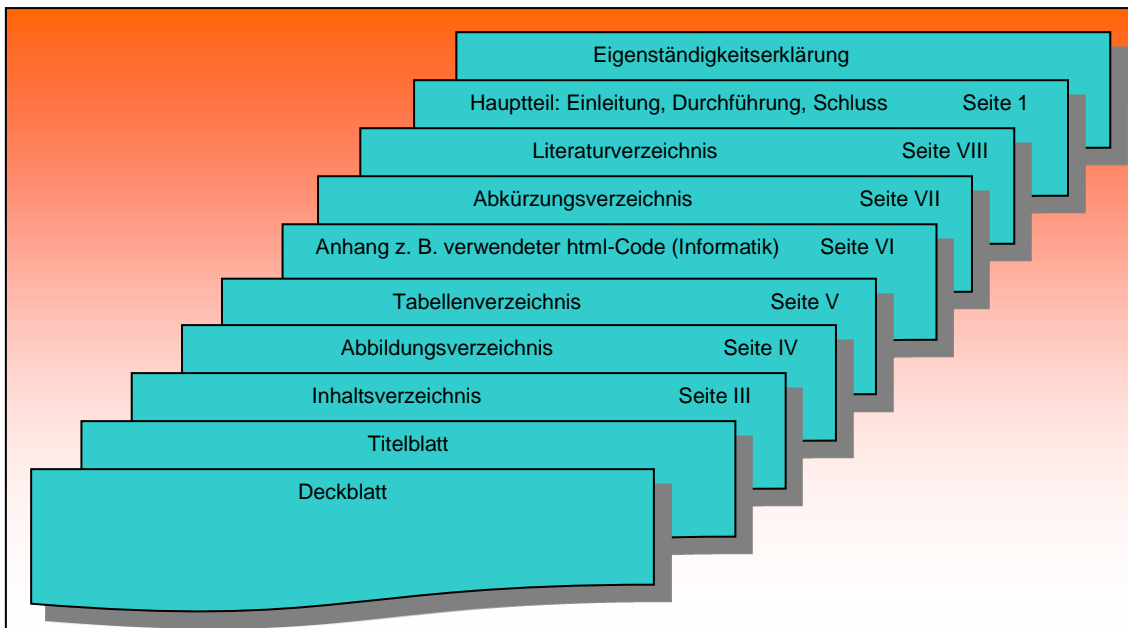 Eigenständigkeitserklärung
Hauptteil: Einleitung, Durchführung, Schluss Seite 1
Literaturverzeichnis Seite VIII
Abkürzungsverzeichnis Seite VII
Anhang z. B. verwendeter html-Code (Informatik) Seite VI
Tabellenverzeichnis Seite V
Abbildungsverzeichnis Seite IV
Inhaltsverzeichnis Seite III
Titelblatt
Deckblatt